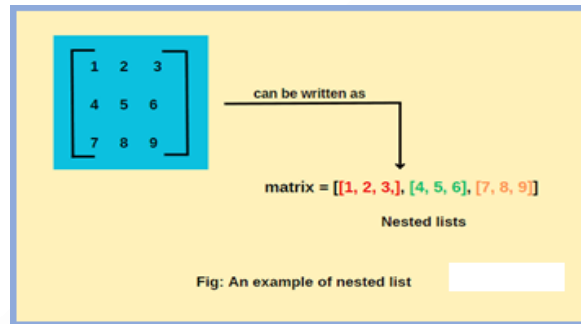 1 2 3
4 5 6
7 8 9
can be written as
matrix = [[1, 2, 3,], [4, 5, 6], [7, 8, 9]]
Nested lists
Fig: An example of nested list